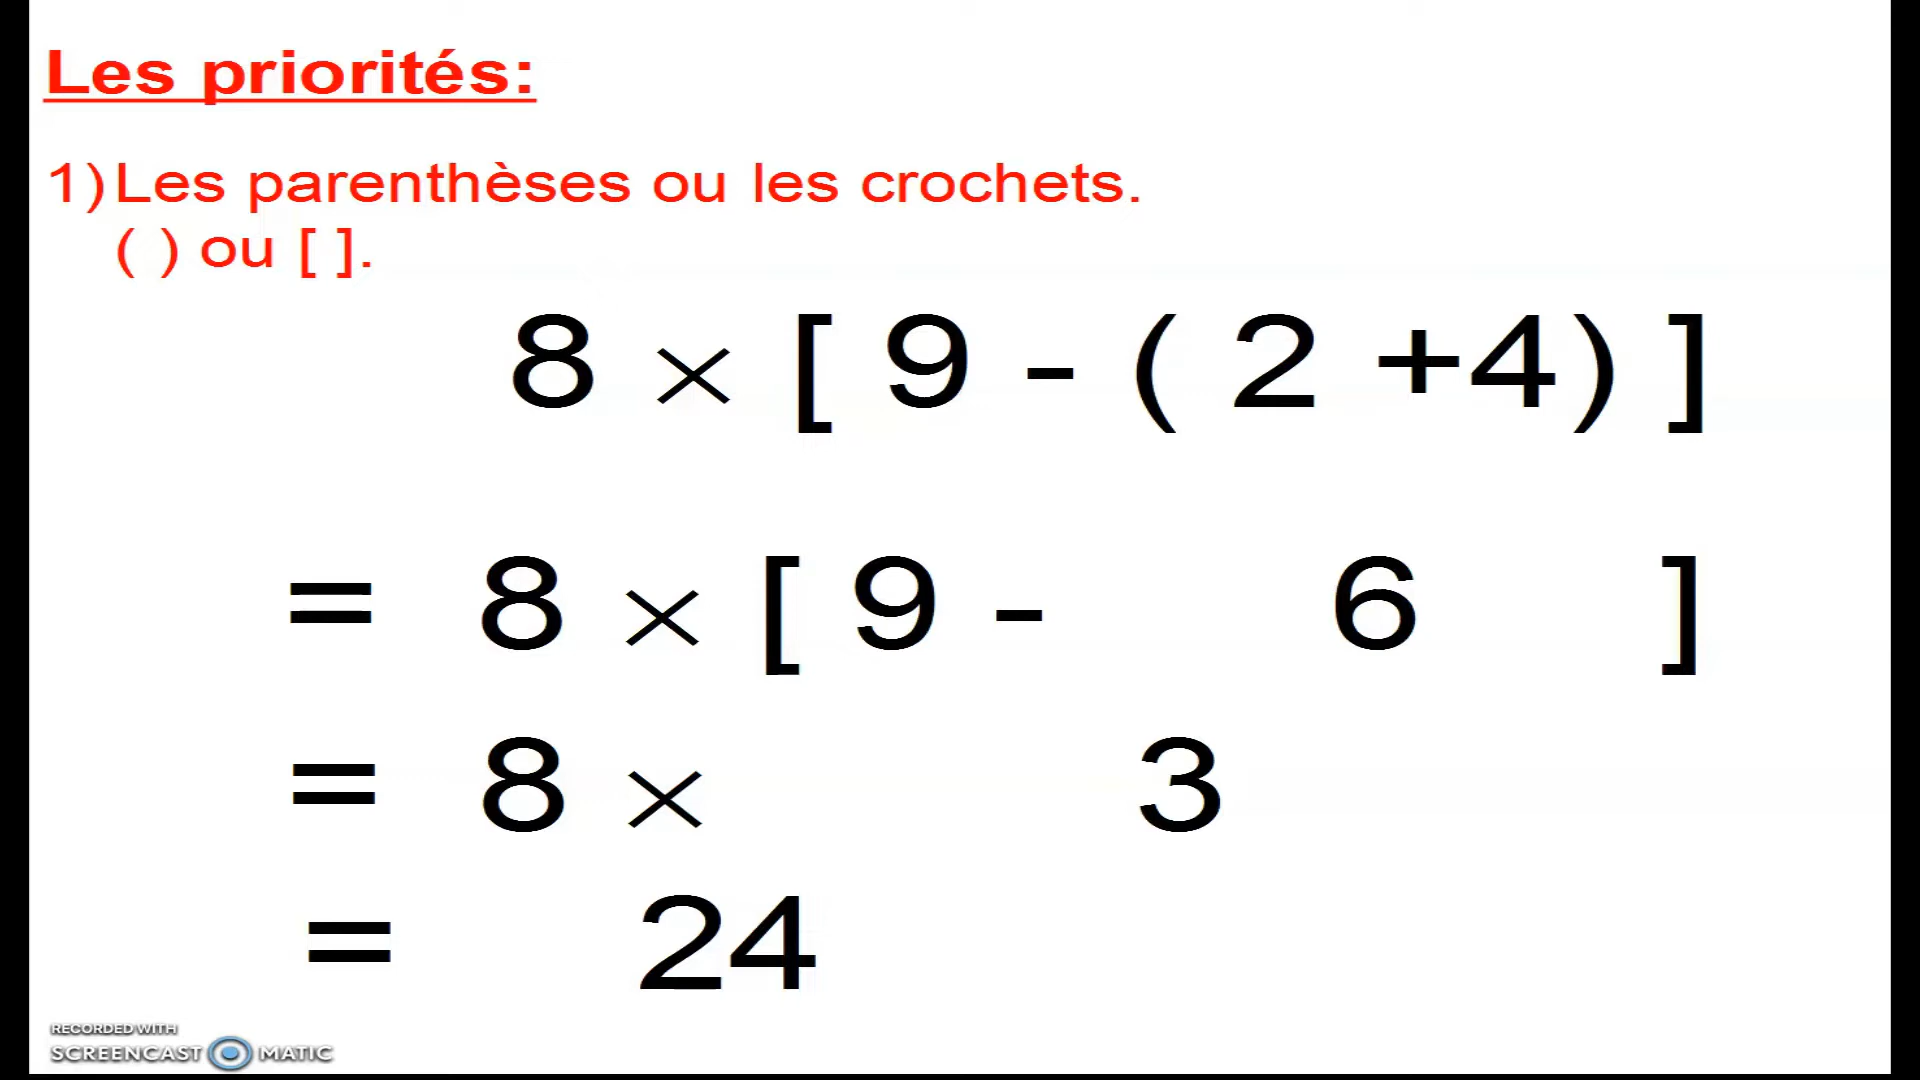 Les priorités:
1) Les parenthèses ou les crochets.
( ) ou [ ].
8 × [ 9 - ( 2 +4) ]
= 8 × [ 9 - 6 ]
= 8 × 3
= 24
RECORDED WITH
SCREENCAST MATIC